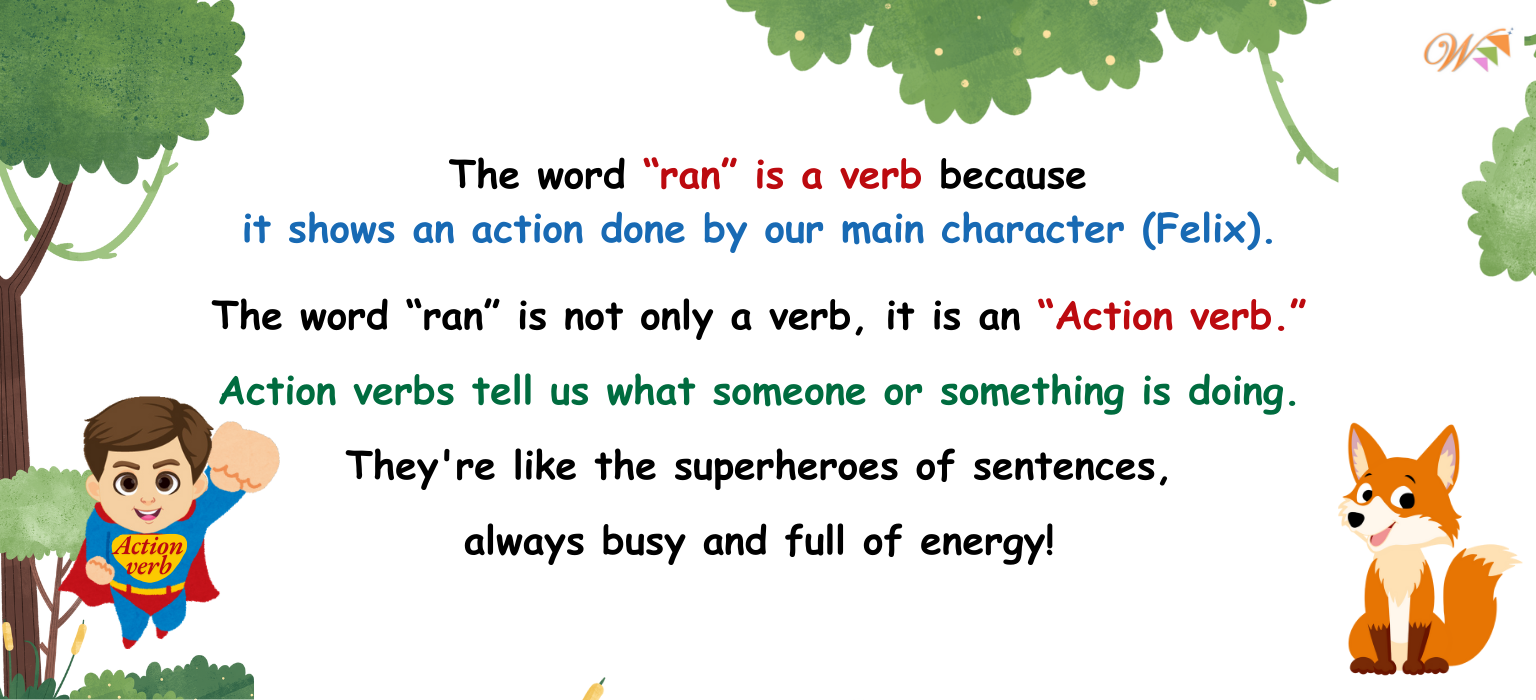 W
The word “ran” is a verb because
it shows an action done by our main character (Felix).
The word “ran” is not only a verb, it is an “Action verb.”
Action verbs tell us what someone or something is doing.
They're like the superheroes of sentences,
always busy and full of energy!
Action
verb